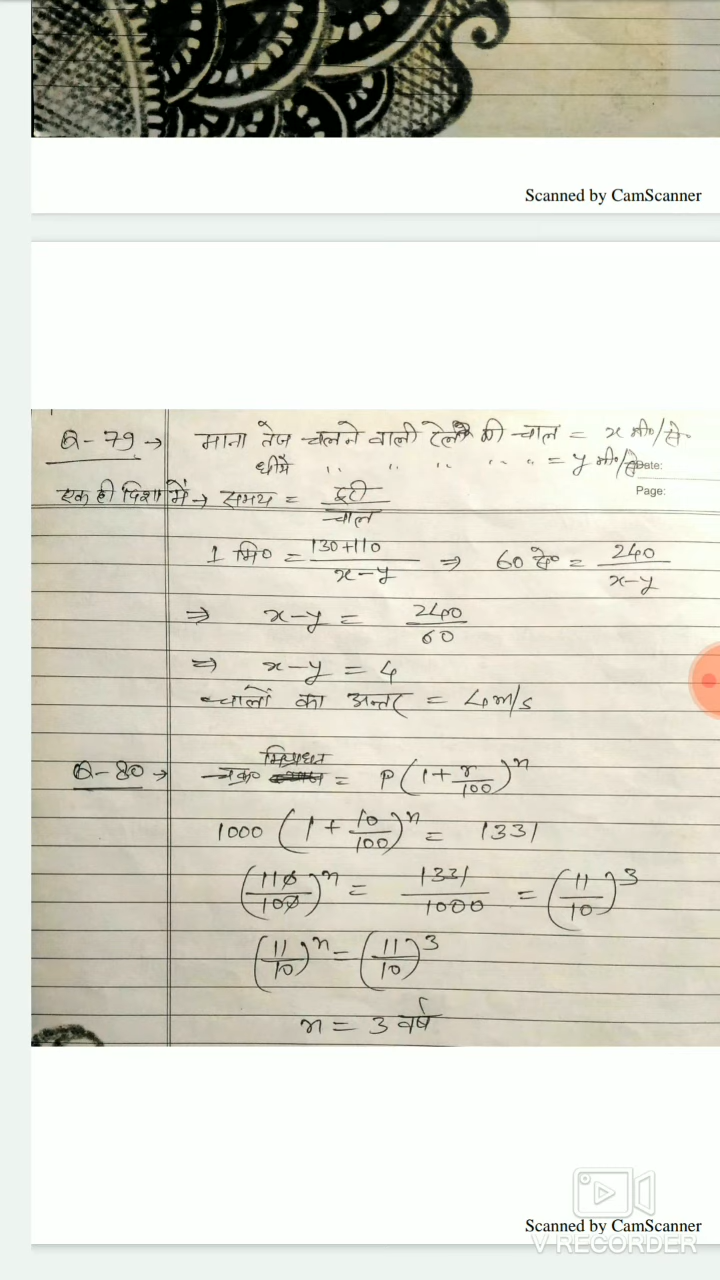 Scanned by CamScanner
Q-79 → माना तेज चलने वाली की चाल = x मी०/से०
धीमे ,, ,, ,, ,, ,, = y मी०/से० Date:
एक ही दिशा में → समय = दूरी/चाल Page:
1 मि० = 130+110/x-y ⇒ 60 से० = 240/x-y
⇒ x-y = 240/60
⇒ x-y = 4
चालों का अन्तर = 4 m/s
मिश्रधन
Q-80 → चक्र० = P(1+r/100)^n
1000 (1+10/100)^n = 1331
(110/100)^n = 1331/1000 = (11/10)^3
(11/10)^n = (11/10)^3
n = 3 वर्ष
Scanned by CamScanner
V RECORDER